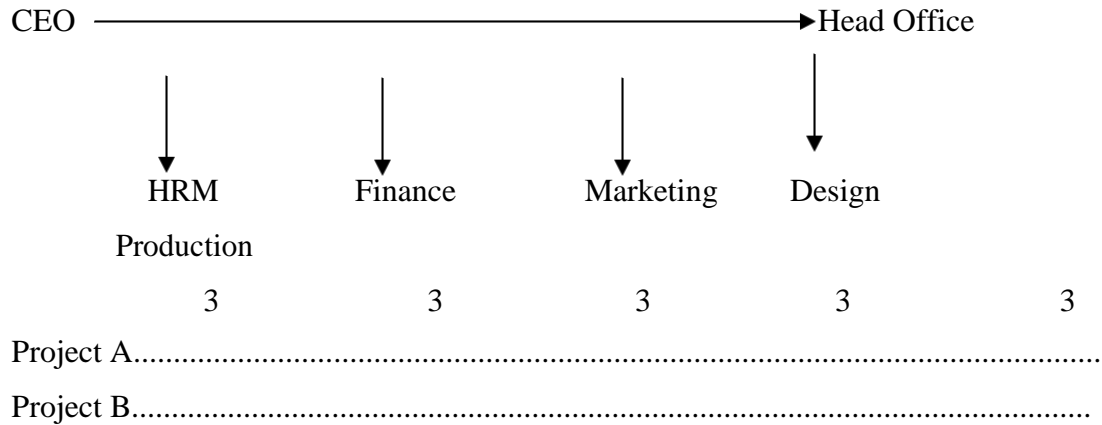 CEO Head Office
HRM Finance Marketing Design
Production
3 3 3 3 3
Project A............................................................................................................................
Project B...........................................................................................................................